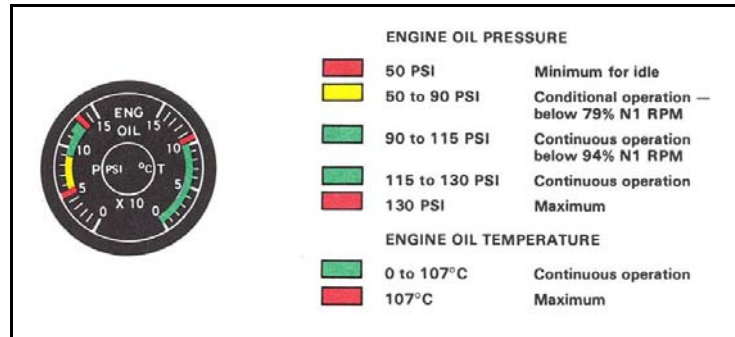 ENGINE OIL PRESSURE
50 PSI Minimum for idle
50 to 90 PSI Conditional operation —
below 79% N1 RPM
90 to 115 PSI Continuous operation
below 94% N1 RPM
115 to 130 PSI Continuous operation
130 PSI Maximum
ENGINE OIL TEMPERATURE
0 to 107°C Continuous operation
107°C Maximum
ENG
15 OIL 15
10 10
P PSI °C T
5 5
0 X 10 0